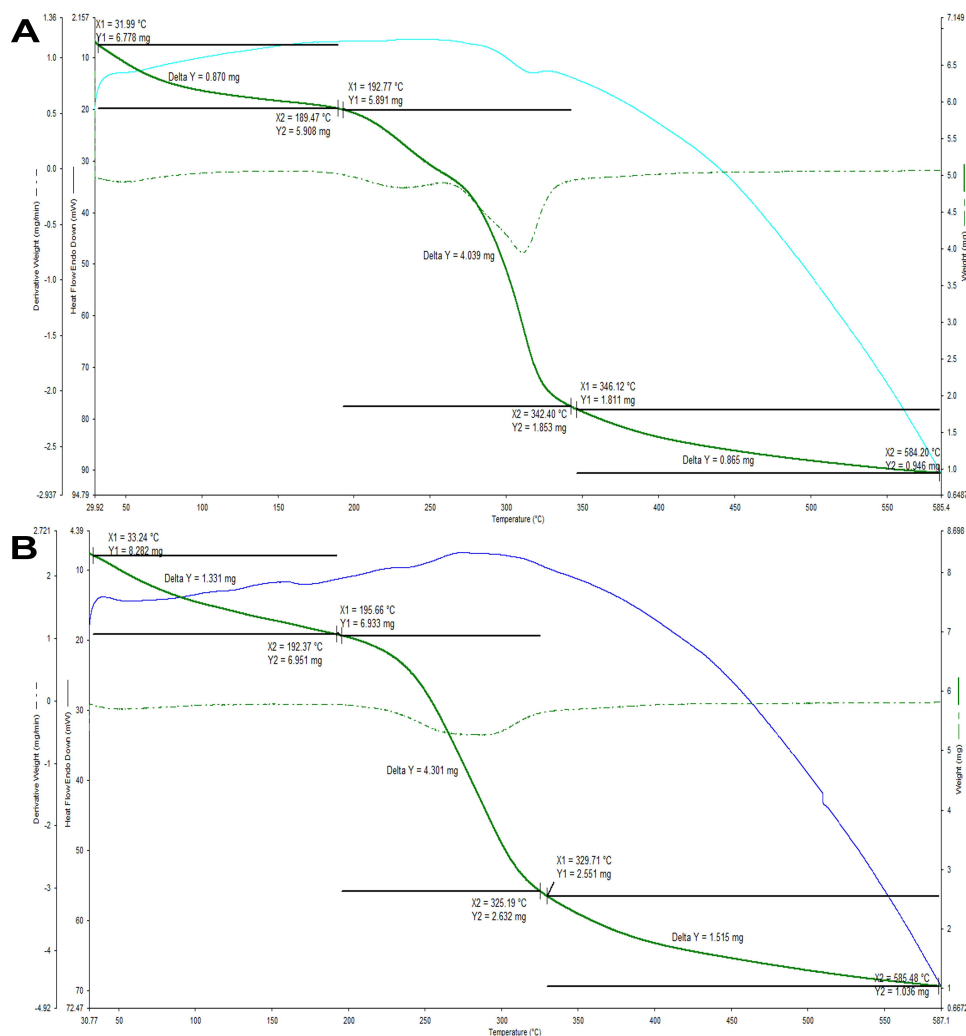 A
1.36
2.157
7.149
X1 = 31.99 °C
Y1 = 6.778 mg
Delta Y = 0.870 mg
X1 = 192.77 °C
Y1 = 5.891 mg
X2 = 189.47 °C
Y2 = 5.908 mg
Delta Y = 4.039 mg
X1 = 346.12 °C
Y1 = 1.811 mg
X2 = 342.40 °C
Y2 = 1.853 mg
Delta Y = 0.865 mg
X2 = 584.20 °C
Y2 = 0.946 mg
1.0
0.5
0.0
-0.5
-1.0
-1.5
-2.0
-2.5
-2.937
Derivative Weight (mg/min)
10
20
30
40
50
60
70
80
90
94.79
Heat Flow Endo Down (mW)
6.5
6.0
5.5
5.0
4.5
4.0
3.5
3.0
2.5
2.0
1.5
1.0
0.6487
Weight (mg)
29.92 50 100 150 200 250 300 350 400 450 500 550 585.4
Temperature (°C)
B
2.721
4.39
8.698
X1 = 33.24 °C
Y1 = 8.282 mg
Delta Y = 1.331 mg
X1 = 195.66 °C
Y1 = 6.933 mg
X2 = 192.37 °C
Y2 = 6.951 mg
Delta Y = 4.301 mg
X1 = 329.71 °C
Y1 = 2.551 mg
X2 = 325.19 °C
Y2 = 2.632 mg
Delta Y = 1.515 mg
X2 = 585.48 °C
Y2 = 1.036 mg
2
1
0
-1
-2
-3
-4
-4.92
Derivative Weight (mg/min)
10
20
30
40
50
60
70
72.47
Heat Flow Endo Down (mW)
8
7
6
5
4
3
2
1
0.6672
Weight (mg)
30.77 50 100 150 200 250 300 350 400 450 500 550 587.1
Temperature (°C)